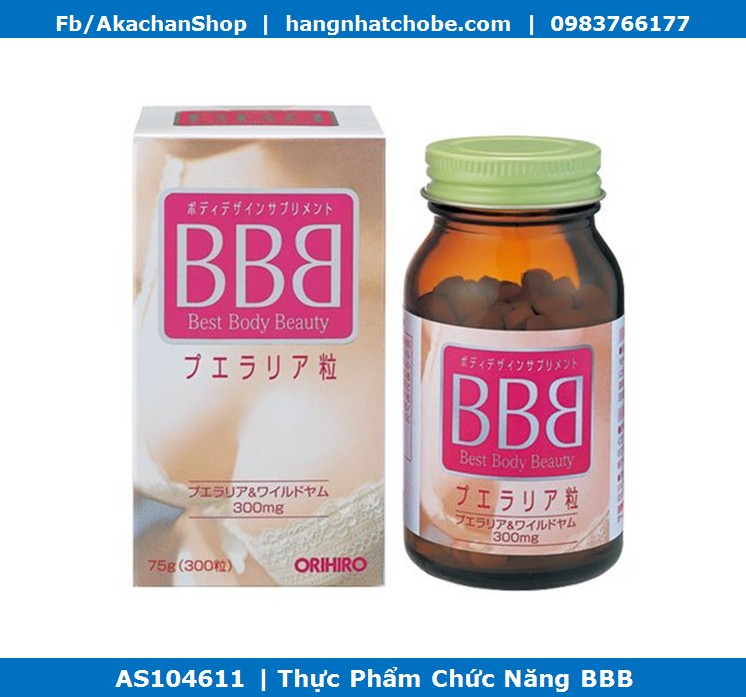 Fb/AkachanShop | hangnhatchobe.com | 0983766177
ボディデザインサプリメント
BBB
Best Body Beauty
プエラリア粒
プエラリア&ワイルドヤム
300mg
75g(300粒)
ORIHIRO
ボディデザインサプリメント
BBB
Best Body Beauty
プエラリア粒
プエラリア&ワイルドヤム
300mg
AS104611 | Thực Phẩm Chức Năng BBB